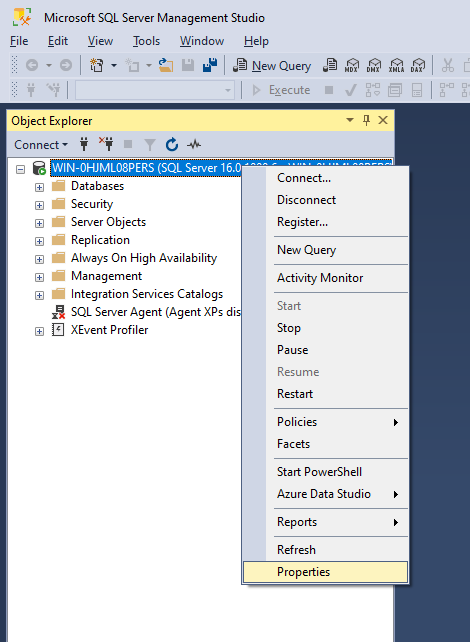 Microsoft SQL Server Management Studio
File Edit View Tools Window Help
New Query MDX DMX XMLA DAX
Execute
Object Explorer
Connect
WIN-0HJML08PERS (SQL Server 16.0
Databases
Security
Server Objects
Replication
Always On High Availability
Management
Integration Services Catalogs
SQL Server Agent (Agent XPs dis
XEvent Profiler
Connect...
Disconnect
Register...
New Query
Activity Monitor
Start
Stop
Pause
Resume
Restart
Policies
Facets
Start PowerShell
Azure Data Studio
Reports
Refresh
Properties